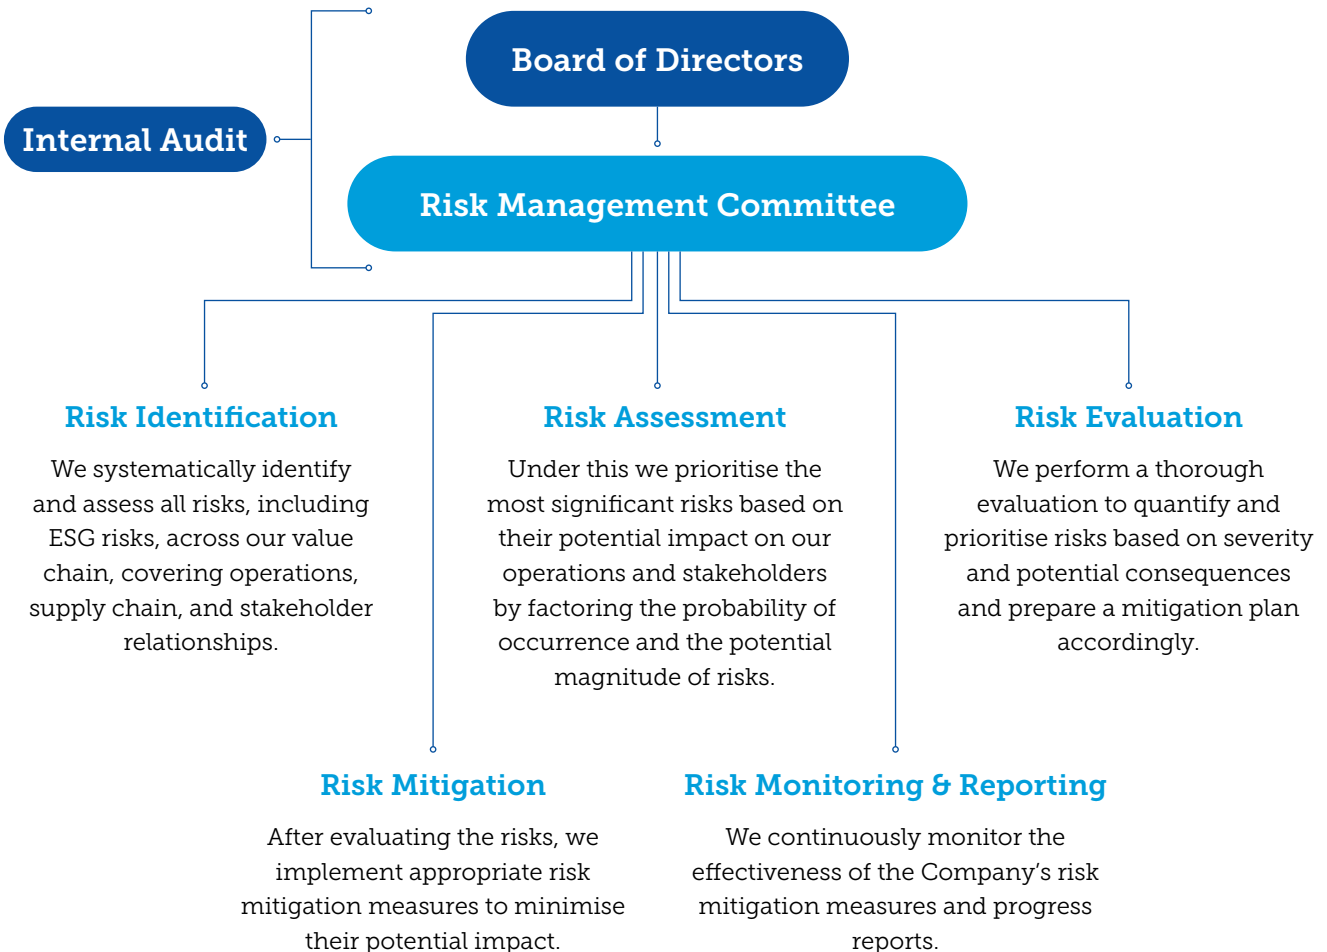 Board of Directors
Internal Audit
Risk Management Committee
Risk Identification
We systematically identify
and assess all risks, including
ESG risks, across our value
chain, covering operations,
supply chain, and stakeholder
relationships.
Risk Assessment
Under this we prioritise the
most significant risks based on
their potential impact on our
operations and stakeholders
by factoring the probability of
occurrence and the potential
magnitude of risks.
Risk Evaluation
We perform a thorough
evaluation to quantify and
prioritise risks based on severity
and potential consequences
and prepare a mitigation plan
accordingly.
Risk Mitigation
After evaluating the risks, we
implement appropriate risk
mitigation measures to minimise
their potential impact.
Risk Monitoring & Reporting
We continuously monitor the
effectiveness of the Company’s risk
mitigation measures and progress
reports.